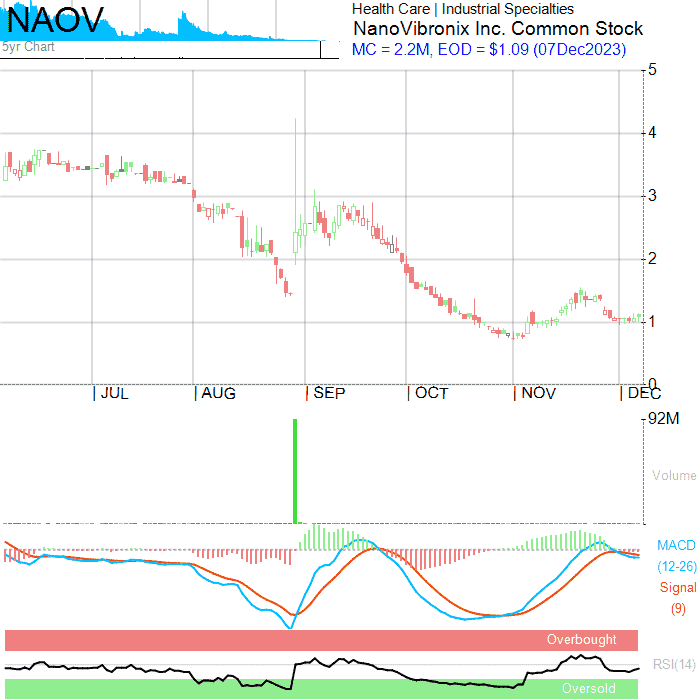 NAOV
5yr Chart
Health Care | Industrial Specialties
NanoVibronix Inc. Common Stock
MC = 2.2M, EOD = $1.09 (07Dec2023)
5
4
3
2
1
0
JUL
AUG
SEP
OCT
NOV
DEC
92M
Volume
MACD
(12-26)
Signal
(9)
Overbought
RSI(14)
Oversold